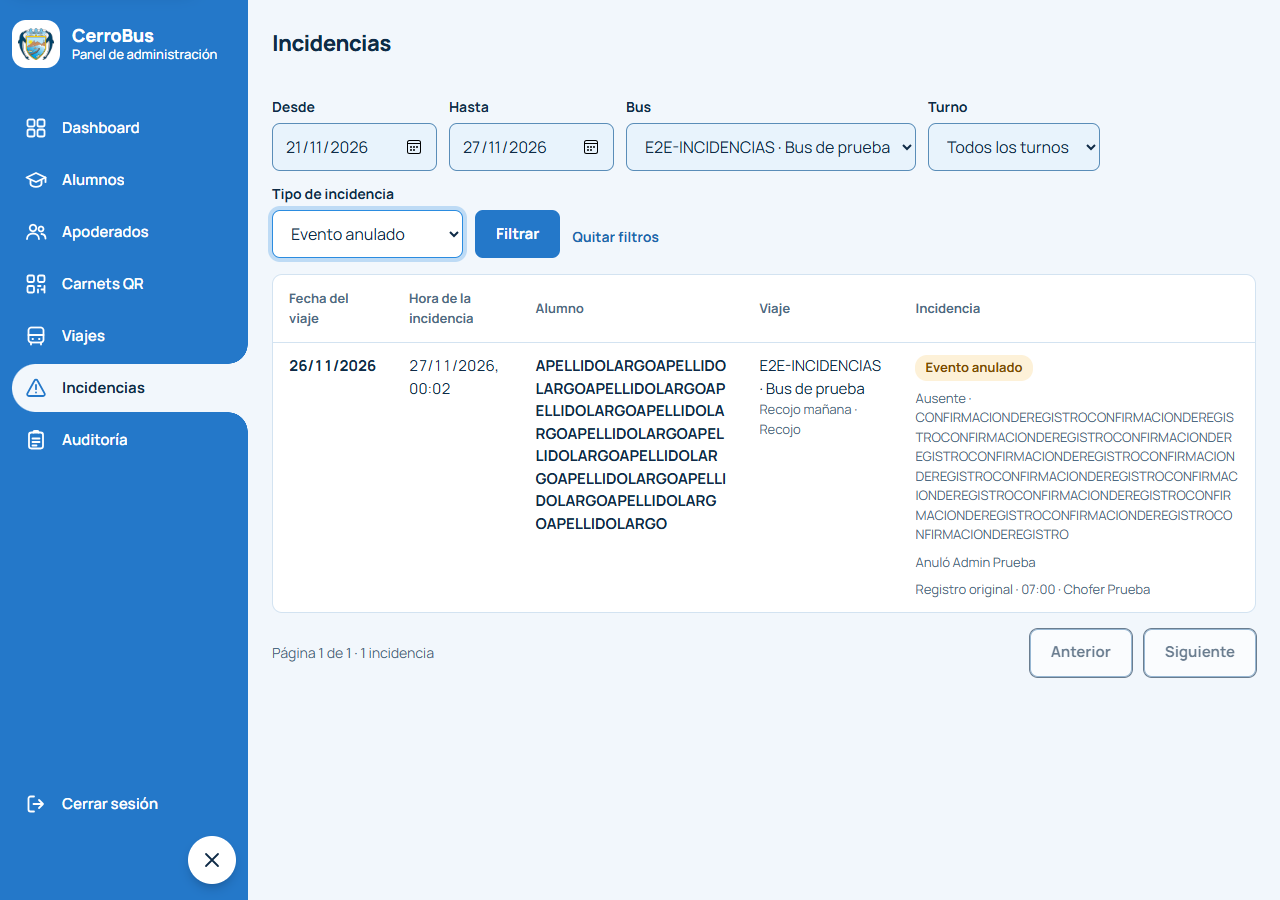 CerroBus
Panel de administración
Dashboard
Alumnos
Apoderados
Carnets QR
Viajes
Incidencias
Auditoría
Cerrar sesión
Incidencias
Desde
Hasta
Bus
Turno
21/11/2026
27/11/2026
E2E-INCIDENCIAS · Bus de prueba
Todos los turnos
Tipo de incidencia
Evento anulado
Filtrar
Quitar filtros
Fecha del
viaje
Hora de la
incidencia
Alumno
Viaje
Incidencia
26/11/2026
27/11/2026,
00:02
APELLIDOLARGOAPELLIDO
LARGOAPELLIDOLARGOAP
ELLIDOLARGOAPELLIDOLA
RGOAPELLIDOLARGOAPEL
LIDOLARGOAPELLIDOLAR
GOAPELLIDOLARGOAPELLI
DOLARGOAPELLIDOLARG
OAPELLIDOLARGO
E2E-INCIDENCIAS
· Bus de prueba
Recojo mañana ·
Recojo
Evento anulado
Ausente ·
CONFIRMACIONDEREGISTROCONFIRMACIONDEREGIS
TROCONFIRMACIONDEREGISTROCONFIRMACIONDER
EGISTROCONFIRMACIONDEREGISTROCONFIRMACION
DEREGISTROCONFIRMACIONDEREGISTROCONFIRMAC
IONDEREGISTROCONFIRMACIONDEREGISTROCONFIR
MACIONDEREGISTROCONFIRMACIONDEREGISTROCO
NFIRMACIONDEREGISTRO
Anuló Admin Prueba
Registro original · 07:00 · Chofer Prueba
Página 1 de 1 · 1 incidencia
Anterior
Siguiente